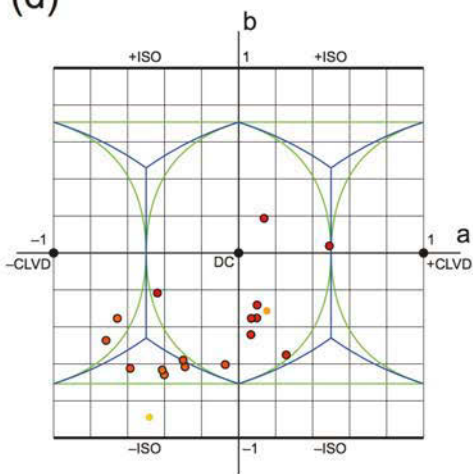 (d)
b
+ISO 1 +ISO
–1 1 a
–CLVD DC +CLVD
–ISO –1 –ISO